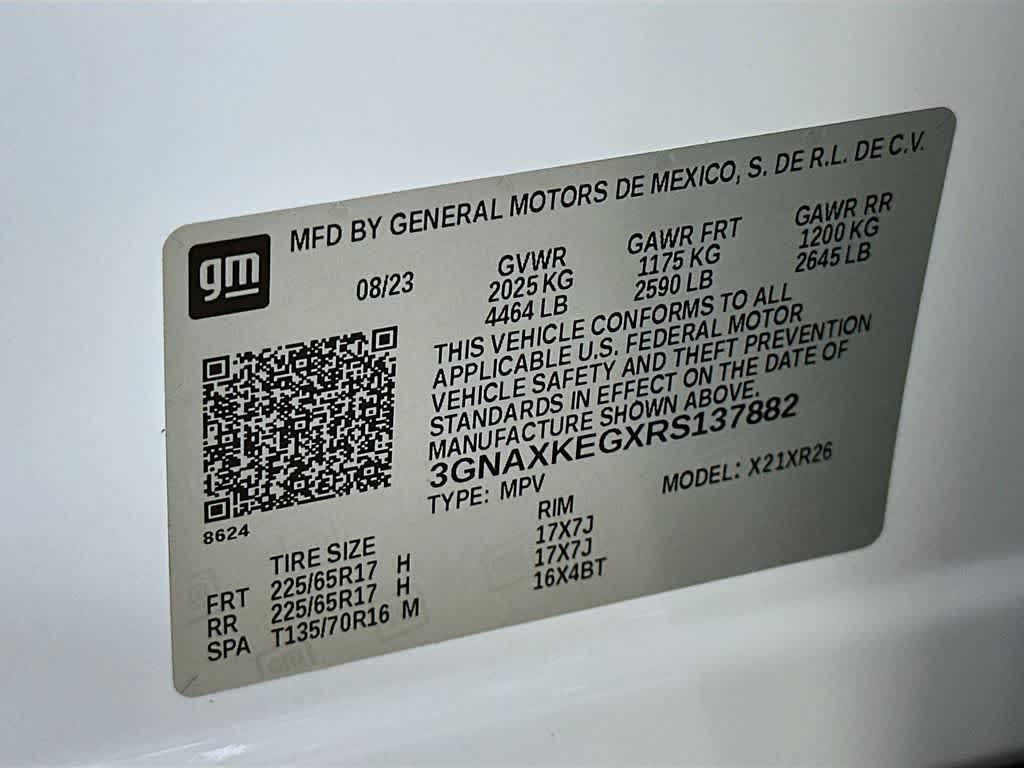 MFD BY GENERAL MOTORS DE MEXICO, S. DE R.L. DE C.V.
gm
08/23
GVWR
2025 KG
4464 LB
GAWR FRT
1175 KG
2590 LB
GAWR RR
1200 KG
2645 LB
THIS VEHICLE CONFORMS TO ALL
APPLICABLE U.S. FEDERAL MOTOR
VEHICLE SAFETY AND THEFT PREVENTION
STANDARDS IN EFFECT ON THE DATE OF
MANUFACTURE SHOWN ABOVE.
3GNAXKEGXRS137882
TYPE: MPV
MODEL: X21XR26
8624
TIRE SIZE RIM
FRT 225/65R17 H 17X7J
RR 225/65R17 H 17X7J
SPA T135/70R16 M 16X4BT